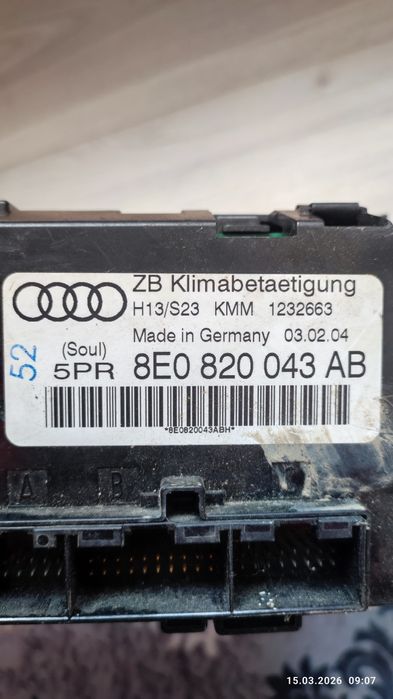 ZB Klimabetaetigung
H13/S23 KMM 1232663
Made in Germany 03.02.04
52
(Soul)
5PR 8E0 820 043 AB
*8E0820043ABH*
A B
15.03.2026 09:07